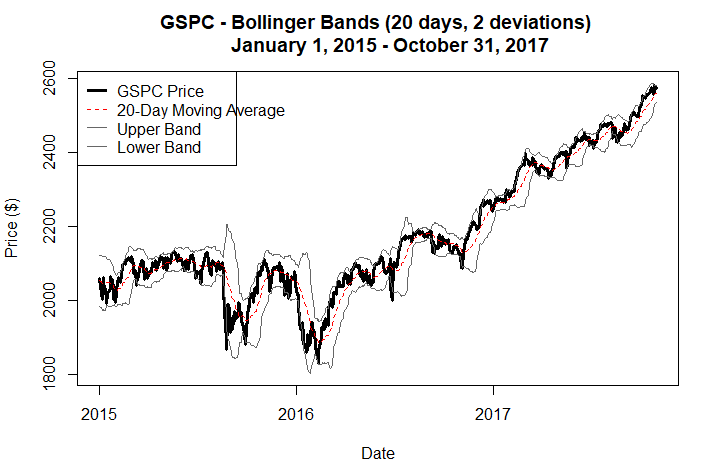 GSPC - Bollinger Bands (20 days, 2 deviations)
January 1, 2015 - October 31, 2017
GSPC Price
20-Day Moving Average
Upper Band
Lower Band
Price ($)
2600
2400
2200
2000
1800
2015
2016
2017
Date